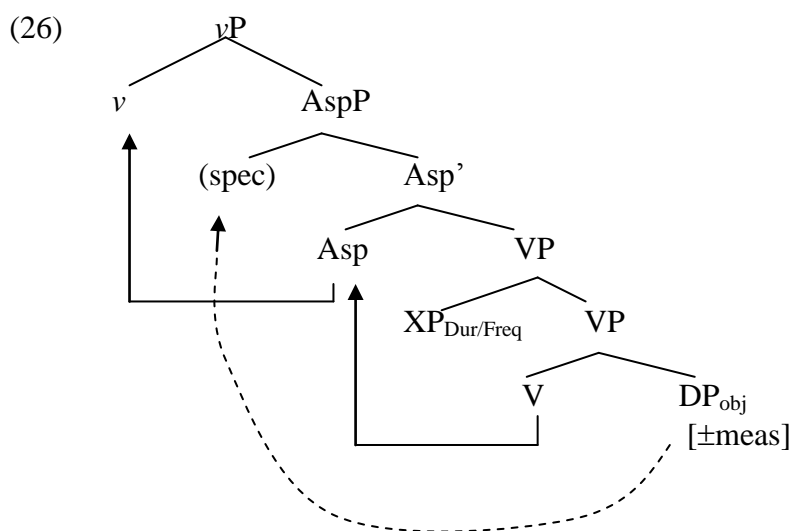 (26) vP
v AspP
(spec) Asp’
Asp VP
XPDur/Freq VP
V DPobj
[±meas]